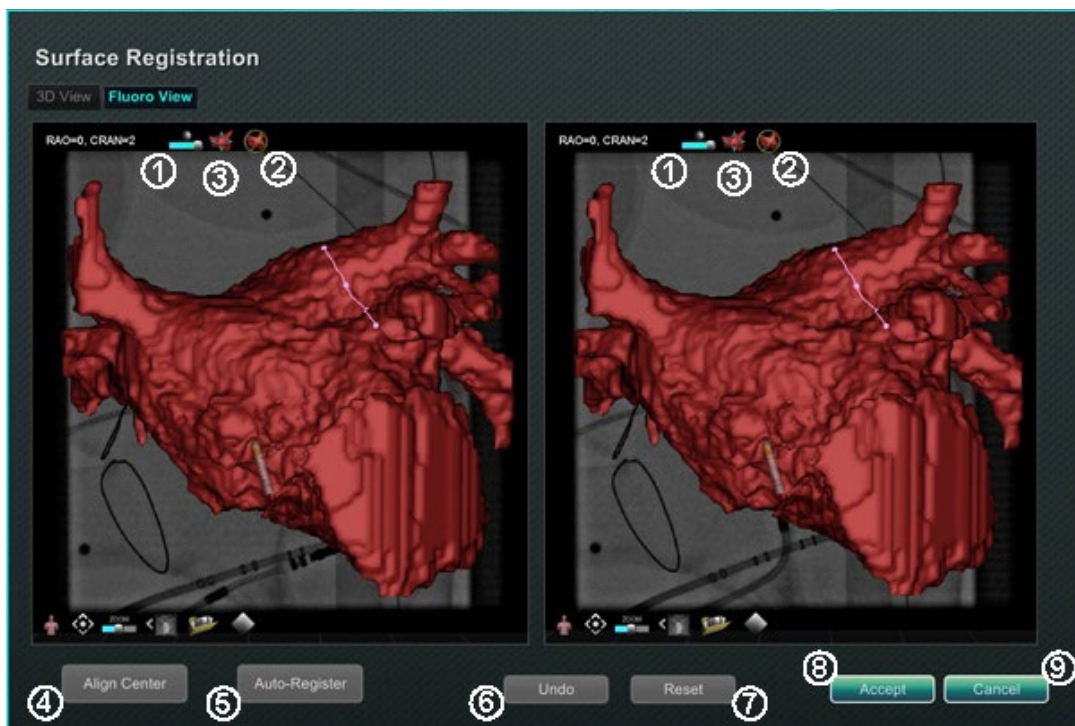 Surface Registration
3D View Fluoro View
RAO=0, CRAN=2 RAO=0, CRAN=2
① ③ ② ① ③ ②
ZOOM ZOOM
④ Align Center ⑤ Auto-Register ⑥ Undo Reset ⑦ ⑧ Accept Cancel ⑨